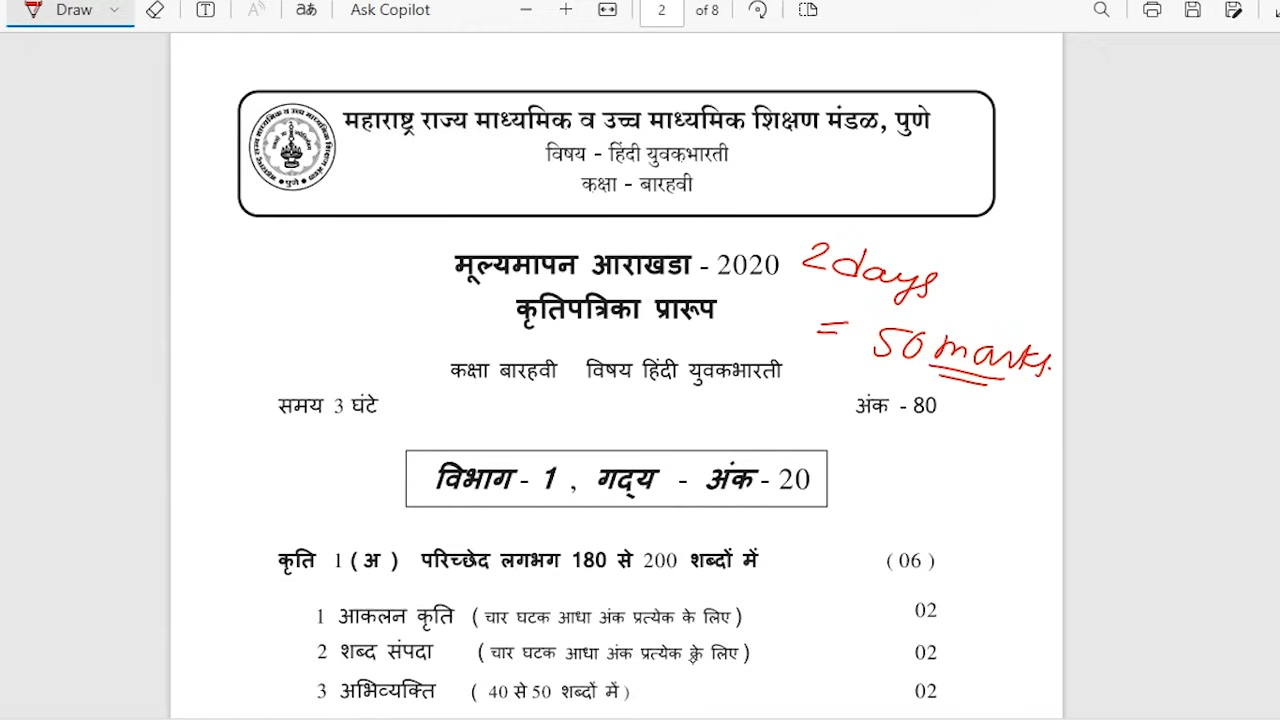 Draw Ask Copilot 2 of 8
महाराष्ट्र राज्य माध्यमिक व उच्च माध्यमिक शिक्षण मंडळ, पुणे
विषय - हिंदी युवकभारती
कक्षा - बारहवी
मूल्यमापन आराखडा - 2020
2 days
कृतिपत्रिका प्रारूप
= 50 marks.
कक्षा बारहवी विषय हिंदी युवकभारती
समय 3 घंटे अंक - 80
विभाग - 1 , गद्य - अंक - 20
कृति 1 ( अ ) परिच्छेद लगभग 180 से 200 शब्दों में ( 06 )
1 आकलन कृति ( चार घटक आधा अंक प्रत्येक के लिए ) 02
2 शब्द संपदा ( चार घटक आधा अंक प्रत्येक के लिए ) 02
3 अभिव्यक्ति ( 40 से 50 शब्दों में ) 02